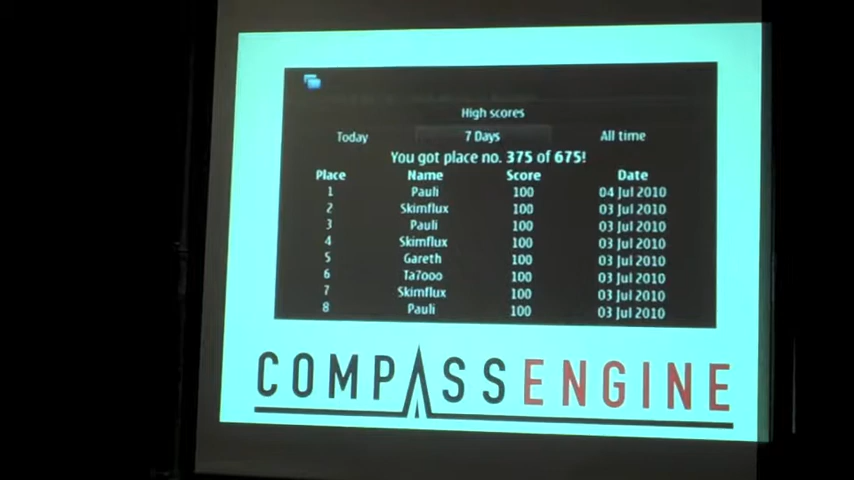 High scores
Today 7 Days All time
You got place no. 375 of 675!
Place Name Score Date
1 Pauli 100 04 Jul 2010
2 Skimflux 100 03 Jul 2010
3 Pauli 100 03 Jul 2010
4 Skimflux 100 03 Jul 2010
5 Gareth 100 03 Jul 2010
6 Ta7ooo 100 03 Jul 2010
7 Skimflux 100 03 Jul 2010
8 Pauli 100 03 Jul 2010
COMPASSENGINE